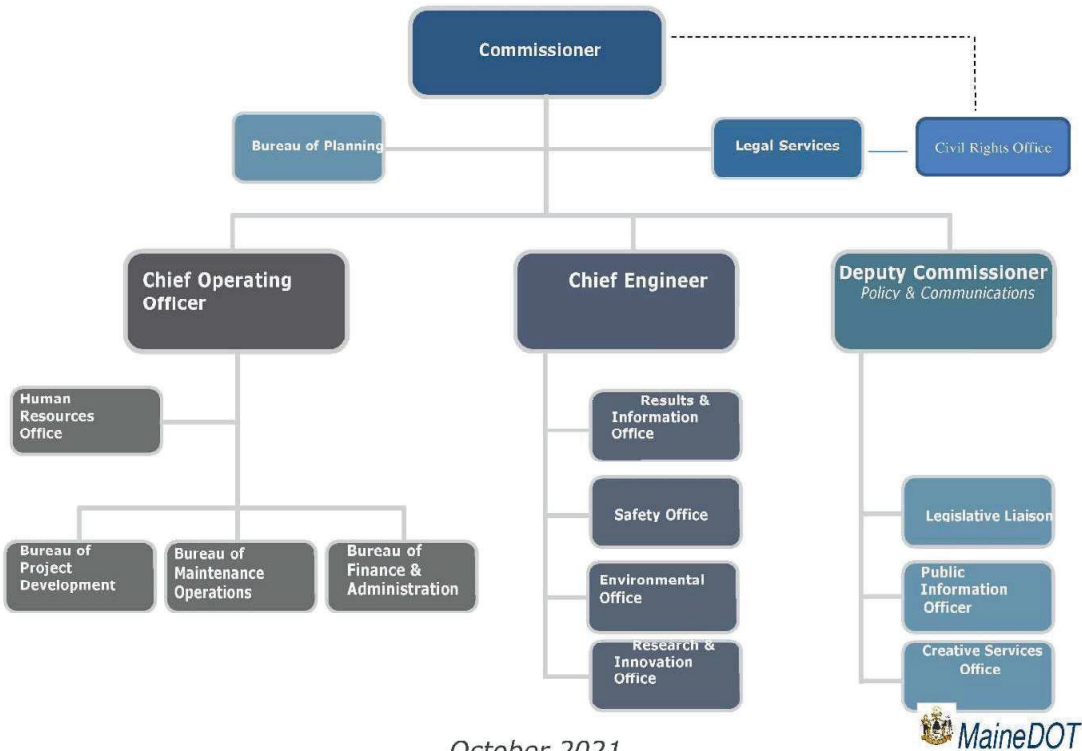 Commissioner
Bureau of Planning
Legal Services
Civil Rights Office
Chief Operating
Officer
Chief Engineer
Deputy Commissioner
Policy & Communications
Human
Resources
Office
Bureau of
Project
Development
Bureau of
Maintenance
Operations
Bureau of
Finance &
Administration
Results &
Information
Office
Safety Office
Environmental
Office
Research &
Innovation
Office
Legislative Liaison
Public
Information
Officer
Creative Services
Office
October 2021
MaineDOT